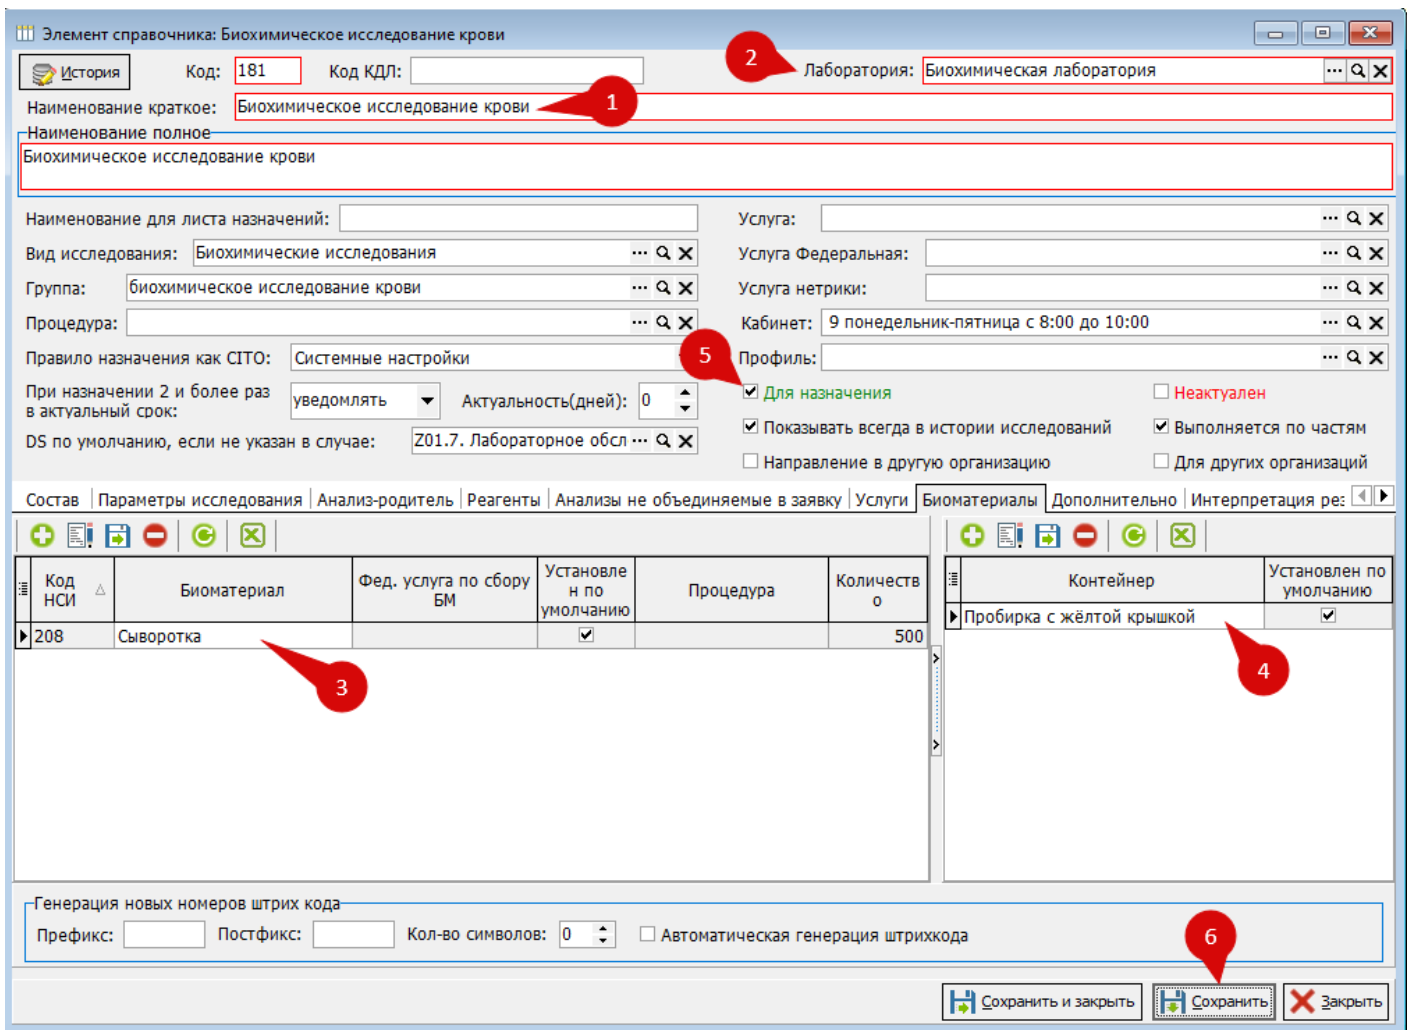 Элемент справочника: Биохимическое исследование крови
История Код: 181 Код КДЛ: 2 Лаборатория: Биохимическая лаборатория
Наименование краткое: Биохимическое исследование крови 1
Наименование полное
Биохимическое исследование крови
Наименование для листа назначений: Услуга:
Вид исследования: Биохимические исследования Услуга Федеральная:
Группа: биохимическое исследование крови Услуга нетрики:
Процедура: Кабинет: 9 понедельник-пятница с 8:00 до 10:00
Правило назначения как CITO: Системные настройки 5 Профиль:
При назначении 2 и более раз
в актуальный срок: уведомлять Актуальность(дней): 0 Для назначения Неактуален
Показывать всегда в истории исследований Выполняется по частям
DS по умолчанию, если не указан в случае: Z01.7. Лабораторное обсл
Направление в другую организацию Для других организаций
Состав Параметры исследования Анализ-родитель Реагенты Анализы не объединяемые в заявку Услуги Биоматериалы Дополнительно Интерпретация рез
Код
НСИ Биоматериал Фед. услуга по сбору
БМ Установле
н по
умолчанию Процедура Количеств
о Контейнер Установлен по
умолчанию
208 Сыворотка 500 Пробирка с жёлтой крышкой
3 4
Генерация новых номеров штрих кода
Префикс: Постфикс: Кол-во символов: 0 Автоматическая генерация штрихкода
6
Сохранить и закрыть Сохранить Закрыть